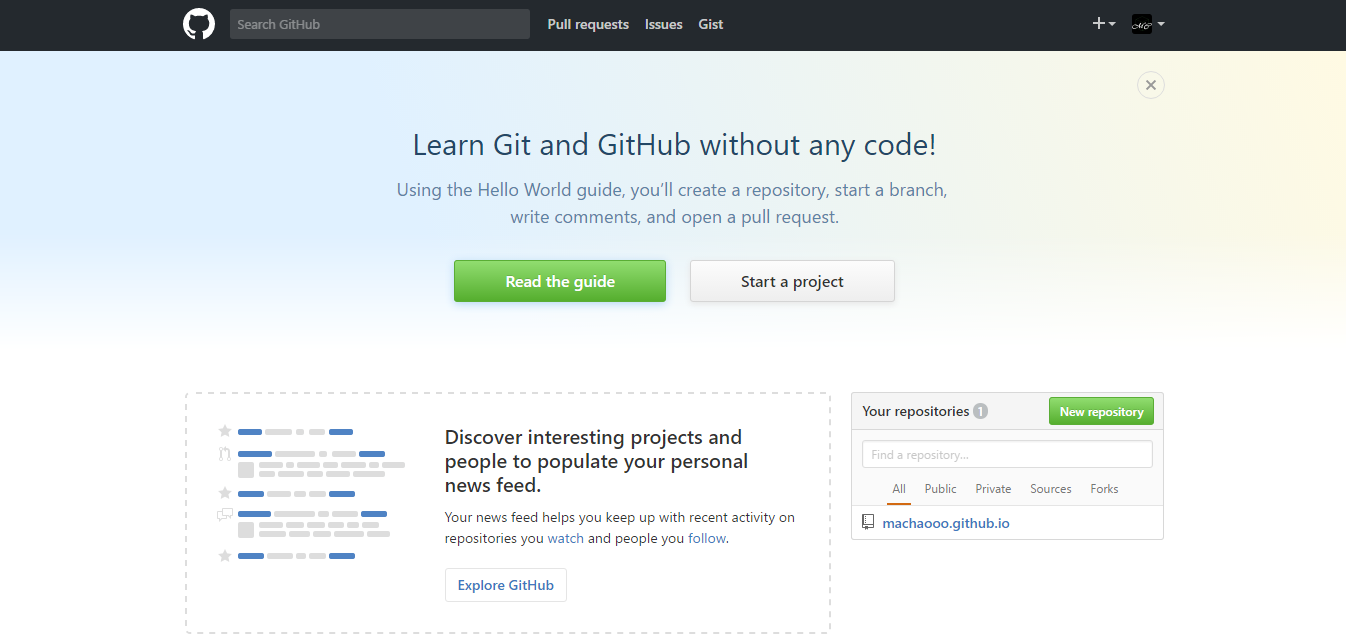 Search GitHub
Pull requests
Issues
Gist
Learn Git and GitHub without any code!
Using the Hello World guide, you’ll create a repository, start a branch,
write comments, and open a pull request.
Read the guide
Start a project
Discover interesting projects and
people to populate your personal
news feed.
Your news feed helps you keep up with recent activity on
repositories you watch and people you follow.
Explore GitHub
Your repositories 1
New repository
Find a repository...
All Public Private Sources Forks
machaooo.github.io